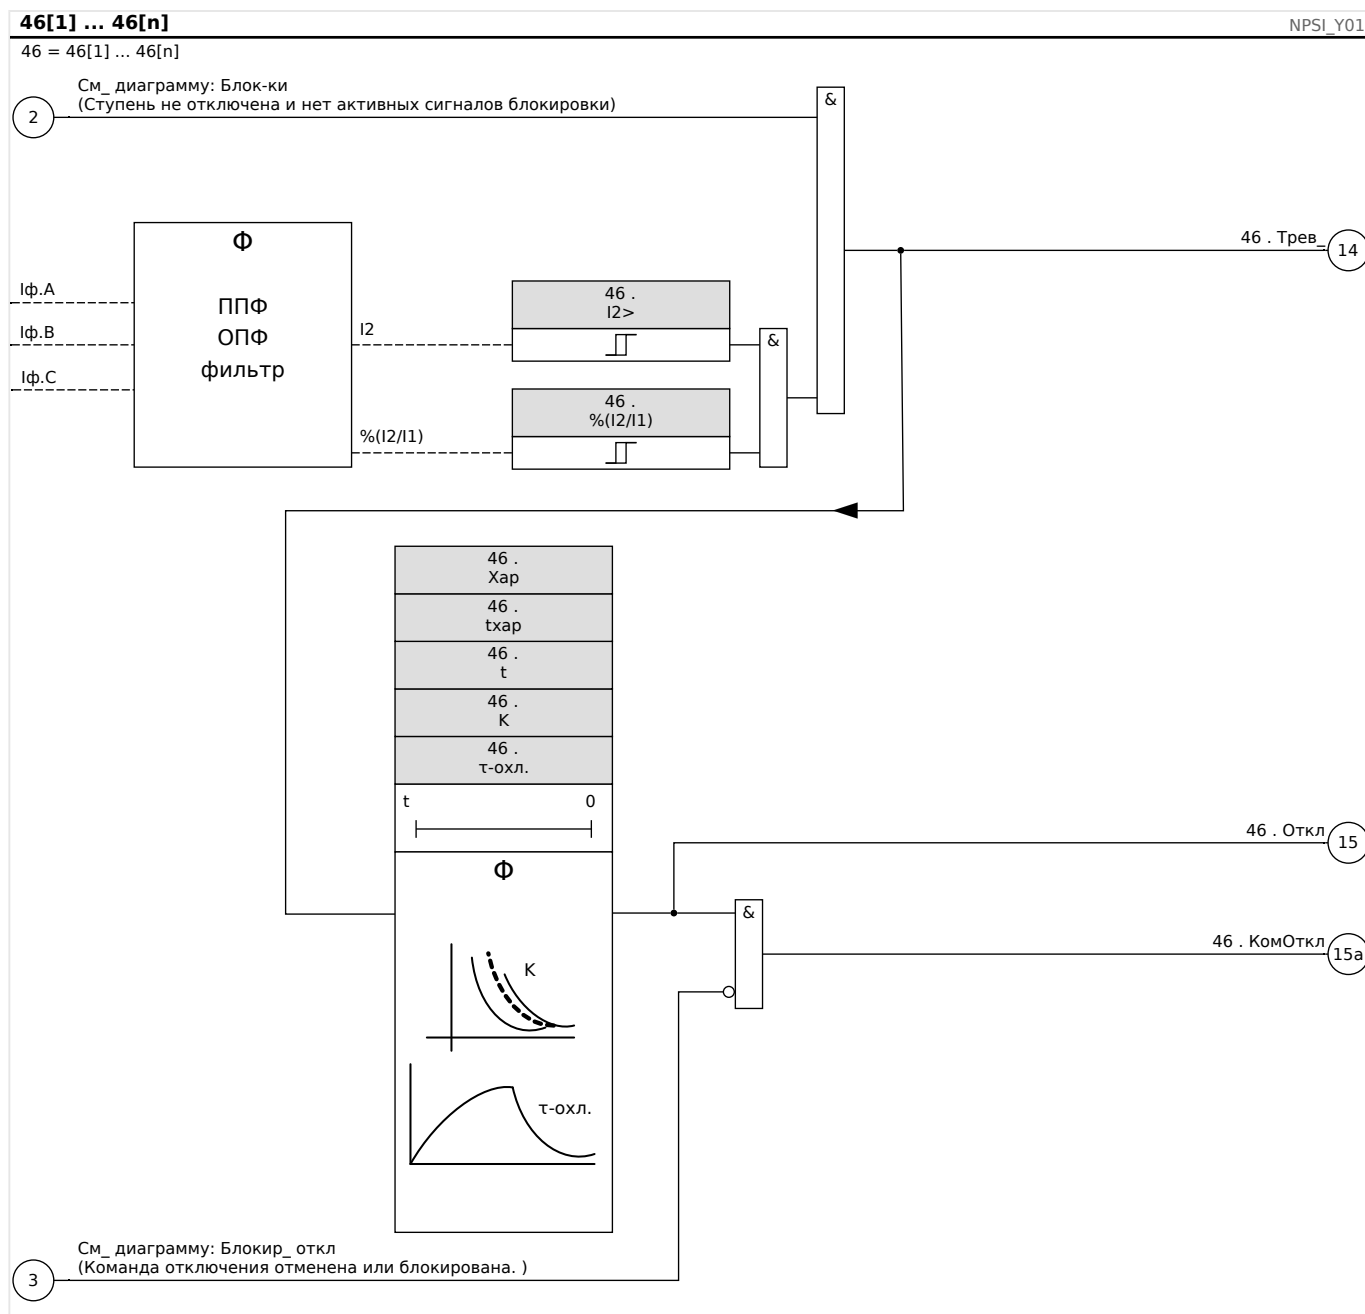 46[1] ... 46[n]
NPSI_Y01
46 = 46[1] ... 46[n]
См_ диаграмму: Блок-ки
(Ступень не отключена и нет активных сигналов блокировки)
2
&
Ф
ППФ
ОПФ
фильтр
Iф.A
Iф.B
Iф.C
I2
%(I2/I1)
46 .
I2>
46 .
%(I2/I1)
&
46 . Трев_
14
46 .
Хар
46 .
tхар
46 .
t
46 .
K
46 .
τ-охл.
t 0
Ф
K
τ-охл.
46 . Откл
15
&
46 . КомОткл
15a
См_ диаграмму: Блокир_ откл
(Команда отключения отменена или блокирована. )
3